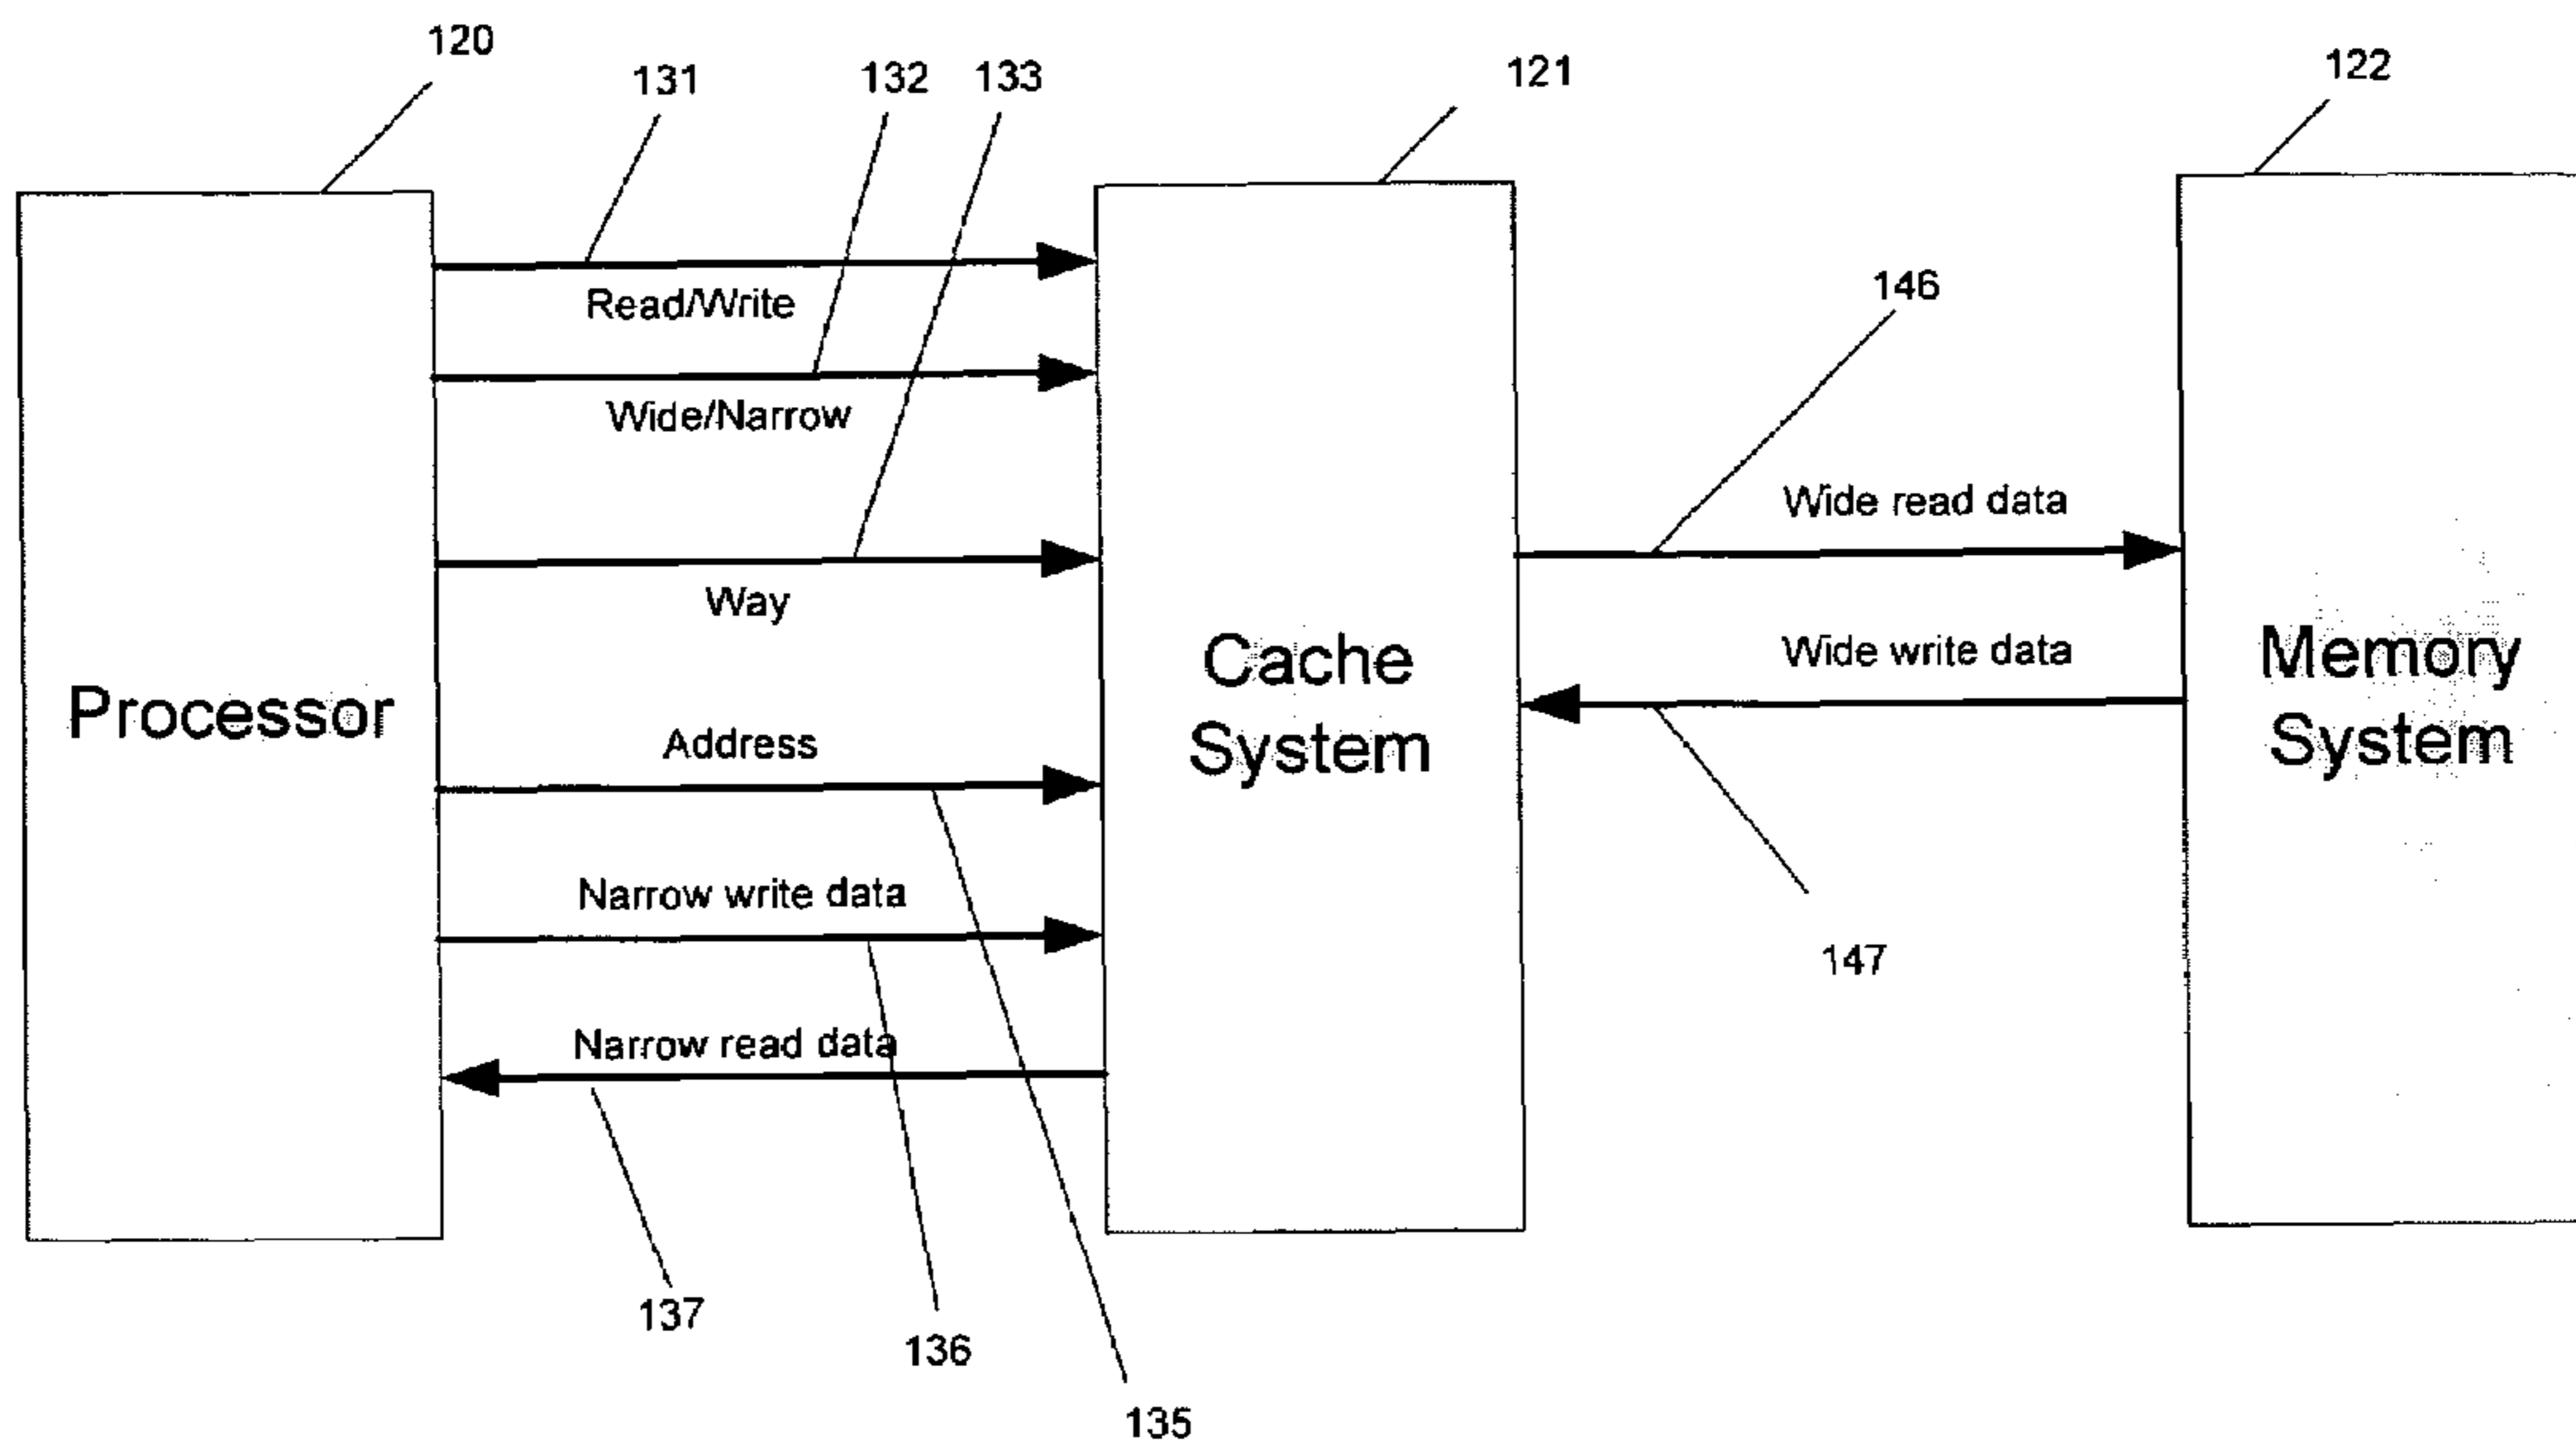 120
131
132
133
121
122
Read/Write
146
Wide/Narrow
Wide read data
Way
Wide write data
Processor
Cache
System
Memory
System
Address
Narrow write data
147
Narrow read data
137
136
135